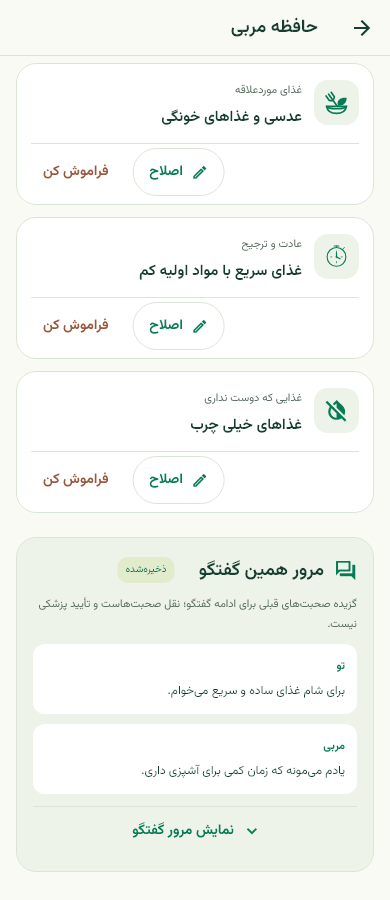 حافظه مربی
غذای موردعلاقه
عدسی و غذاهای خونگی
اصلاح
فراموش کن
عادت و ترجیح
غذای سریع با مواد اولیه کم
اصلاح
فراموش کن
غذایی که دوست نداری
غذاهای خیلی چرب
اصلاح
فراموش کن
مرور همین گفتگو
ذخیره‌شده
گزیده صحبت‌های قبلی برای ادامه گفتگو؛ نقل صحبت‌هاست و تأیید پزشکی
نیست.
تو
برای شام غذای ساده و سریع می‌خوام.
مربی
یادم می‌مونه که زمان کمی برای آشپزی داری.
نمایش مرور گفتگو